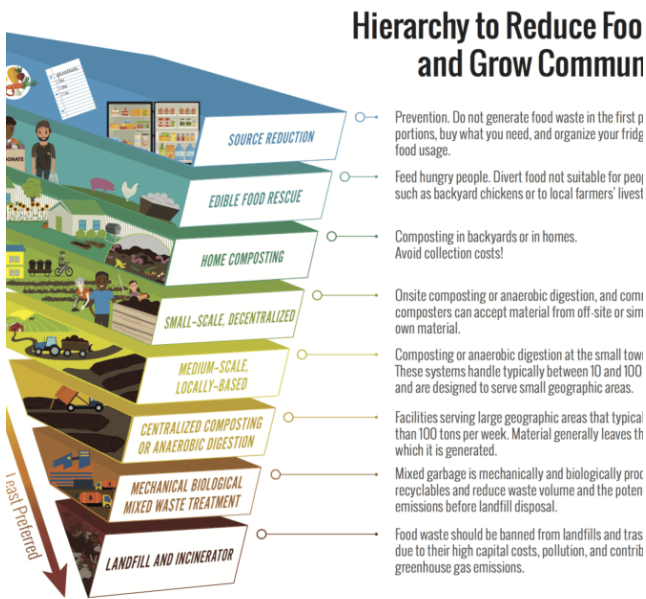 Hierarchy to Reduce Foo
and Grow Commun
groceries
DONATE
SOURCE REDUCTION
Prevention. Do not generate food waste in the first p
portions, buy what you need, and organize your fridg
food usage.
EDIBLE FOOD RESCUE
Feed hungry people. Divert food not suitable for peop
such as backyard chickens or to local farmers' livest
HOME COMPOSTING
Composting in backyards or in homes.
Avoid collection costs!
SMALL-SCALE, DECENTRALIZED
Onsite composting or anaerobic digestion, and comm
composters can accept material from off-site or sim
own material.
MEDIUM-SCALE,
LOCALLY-BASED
Composting or anaerobic digestion at the small town
These systems handle typically between 10 and 100
and are designed to serve small geographic areas.
CENTRALIZED COMPOSTING
OR ANAEROBIC DIGESTION
Facilities serving large geographic areas that typical
than 100 tons per week. Material generally leaves th
which it is generated.
MECHANICAL BIOLOGICAL
MIXED WASTE TREATMENT
Mixed garbage is mechanically and biologically proc
recyclables and reduce waste volume and the poten
emissions before landfill disposal.
LANDFILL AND INCINERATOR
Food waste should be banned from landfills and tras
due to their high capital costs, pollution, and contrib
greenhouse gas emissions.
Least Preferred